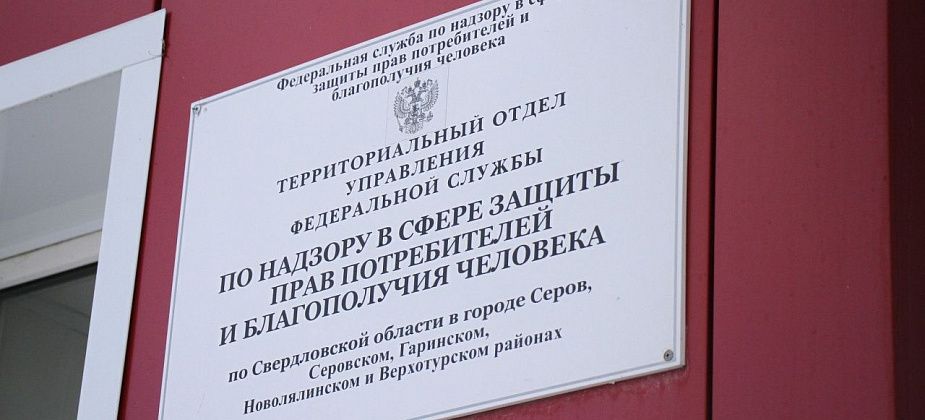 Федеральная служба по надзору в сфере
защиты прав потребителей и
благополучия человека
ТЕРРИТОРИАЛЬНЫЙ ОТДЕЛ
УПРАВЛЕНИЯ
ФЕДЕРАЛЬНОЙ СЛУЖБЫ
ПО НАДЗОРУ В СФЕРЕ ЗАЩИТЫ
ПРАВ ПОТРЕБИТЕЛЕЙ
И БЛАГОПОЛУЧИЯ ЧЕЛОВЕКА
по Свердловской области в городе Серов,
Серовском, Гаринском,
Новолялинском и Верхотурском районах